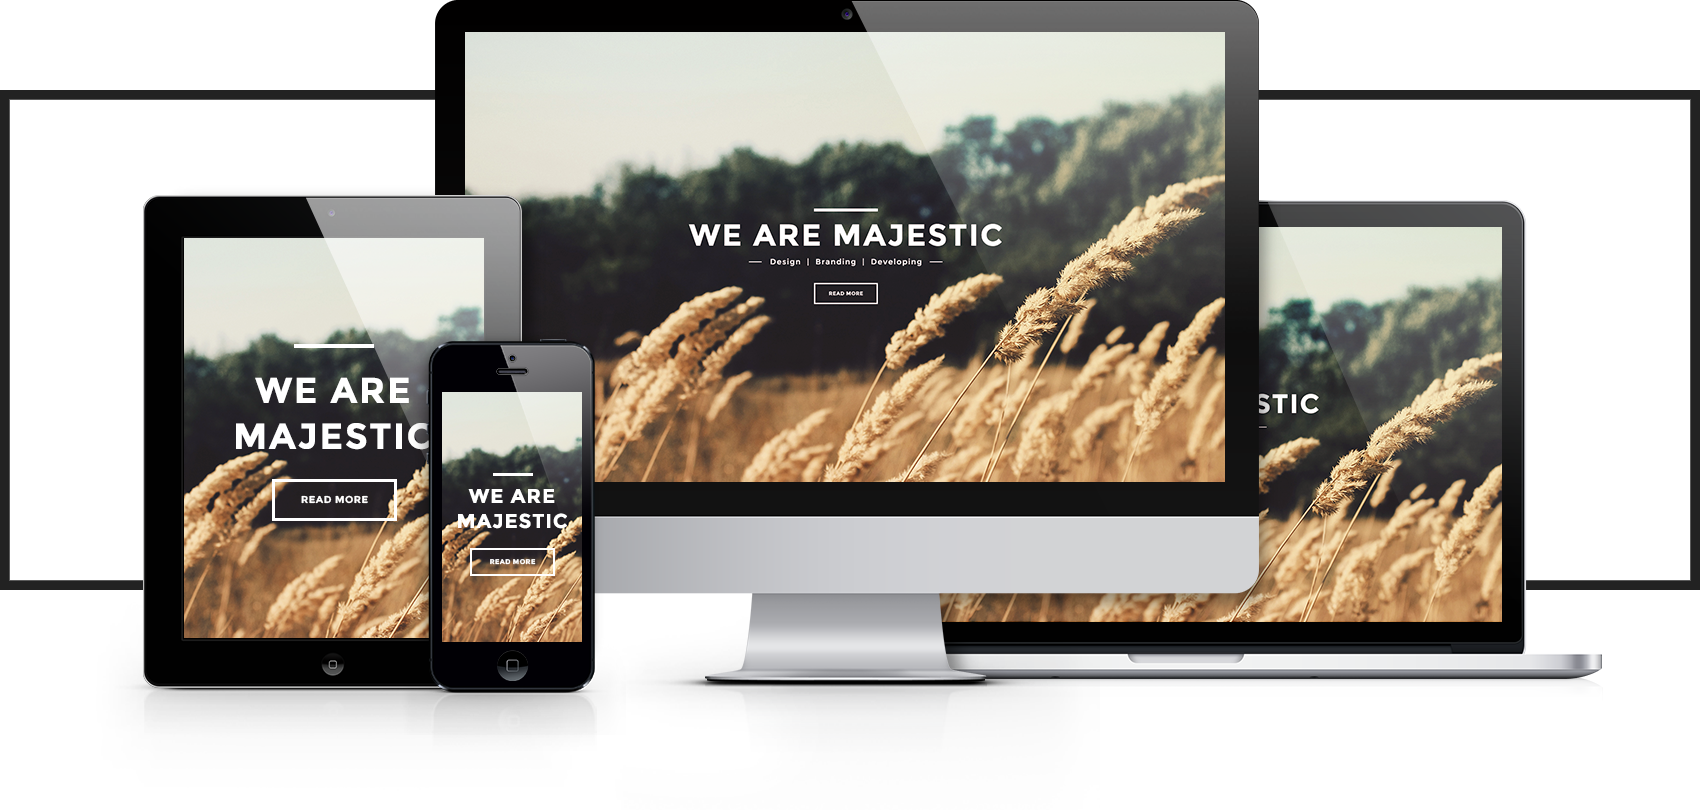 WE ARE MAJESTIC
Design | Branding | Developing
READ MORE
WE ARE
MAJESTIC
READ MORE
WE ARE
MAJESTIC
READ MORE
STIC